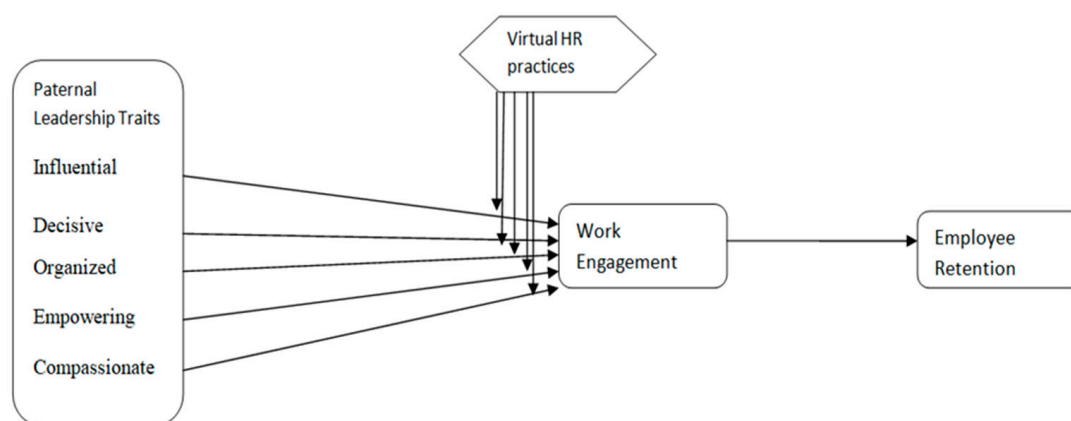 Virtual HR
practices
Paternal
Leadership Traits
Influential
Decisive
Organized
Empowering
Compassionate
Work
Engagement
Employee
Retention